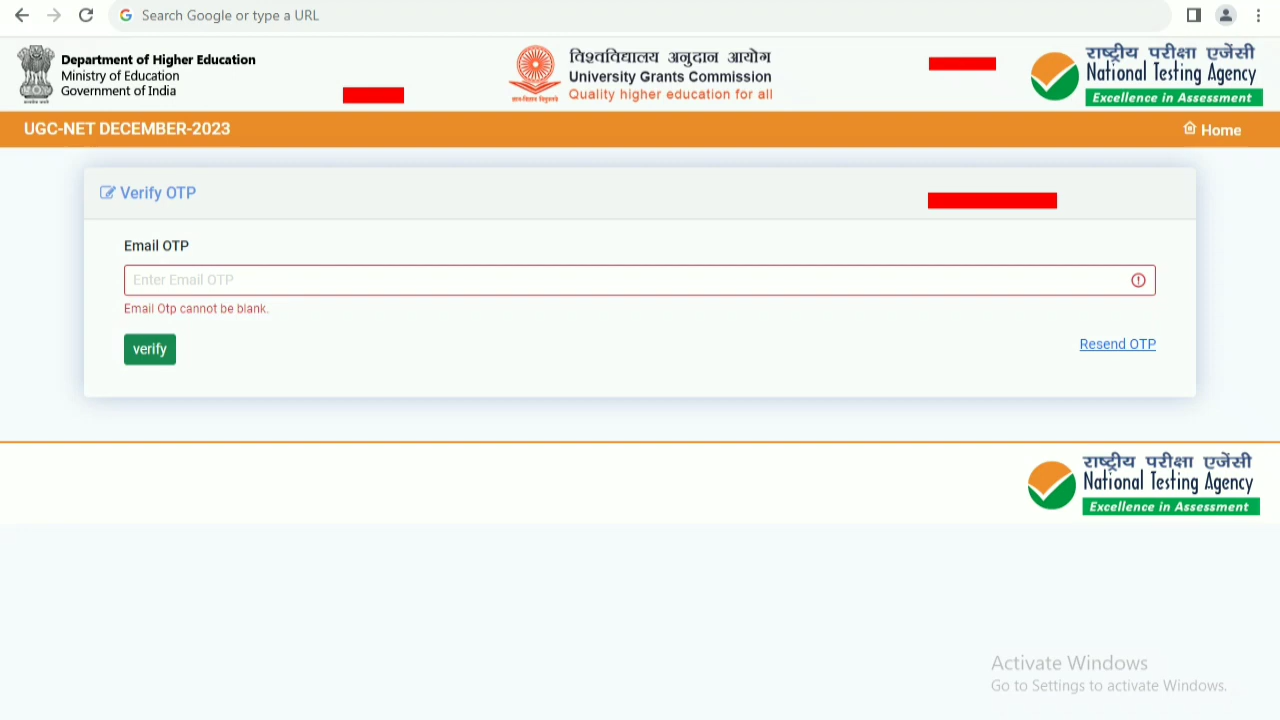 Search Google or type a URL
Department of Higher Education
Ministry of Education
Government of India
विश्वविद्यालय अनुदान आयोग
University Grants Commission
Quality higher education for all
ज्ञान-विज्ञान विमुक्तये
राष्ट्रीय परीक्षा एजेंसी
National Testing Agency
Excellence in Assessment
UGC-NET DECEMBER-2023
Home
Verify OTP
Email OTP
Enter Email OTP
Email Otp cannot be blank.
verify
Resend OTP
राष्ट्रीय परीक्षा एजेंसी
National Testing Agency
Excellence in Assessment
Activate Windows
Go to Settings to activate Windows.